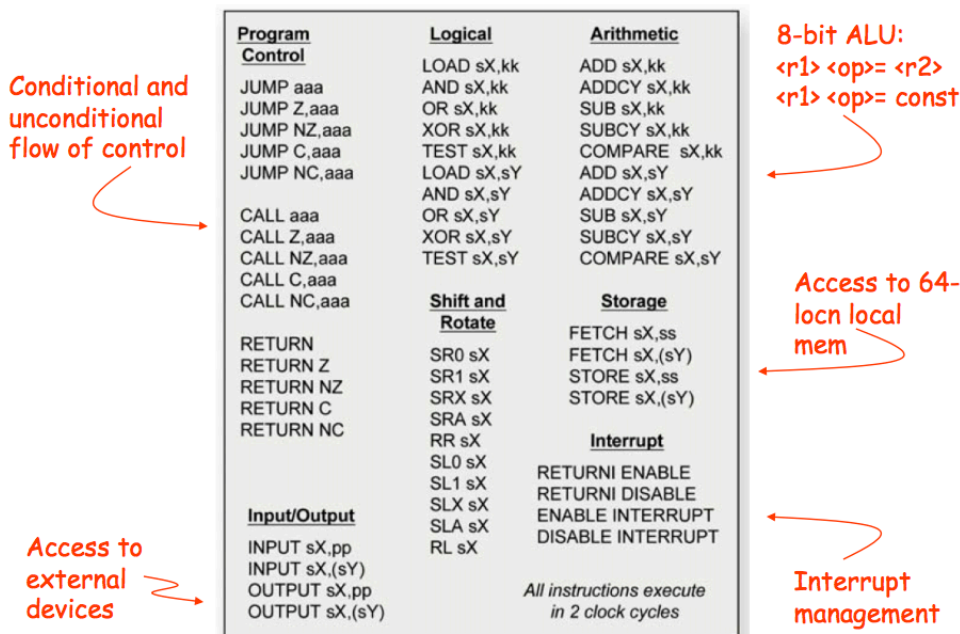 Conditional and
unconditional
flow of control
Access to
external
devices
Program
Control
JUMP aaa
JUMP Z,aaa
JUMP NZ,aaa
JUMP C,aaa
JUMP NC,aaa
CALL aaa
CALL Z,aaa
CALL NZ,aaa
CALL C,aaa
CALL NC,aaa
RETURN
RETURN Z
RETURN NZ
RETURN C
RETURN NC
Input/Output
INPUT sX,pp
INPUT sX,(sY)
OUTPUT sX,pp
OUTPUT sX,(sY)
Logical
LOAD sX,kk
AND sX,kk
OR sX,kk
XOR sX,kk
TEST sX,kk
LOAD sX,sY
AND sX,sY
OR sX,sY
XOR sX,sY
TEST sX,sY
Shift and
Rotate
SR0 sX
SR1 sX
SRX sX
SRA sX
RR sX
SL0 sX
SL1 sX
SLX sX
SLA sX
RL sX
Arithmetic
ADD sX,kk
ADDCY sX,kk
SUB sX,kk
SUBCY sX,kk
COMPARE sX,kk
ADD sX,sY
ADDCY sX,sY
SUB sX,sY
SUBCY sX,sY
COMPARE sX,sY
Storage
FETCH sX,ss
FETCH sX,(sY)
STORE sX,ss
STORE sX,(sY)
Interrupt
RETURNI ENABLE
RETURNI DISABLE
ENABLE INTERRUPT
DISABLE INTERRUPT
All instructions execute
in 2 clock cycles
8-bit ALU:
<r1> <op>= <r2>
<r1> <op>= const
Access to 64-
locn local
mem
Interrupt
management